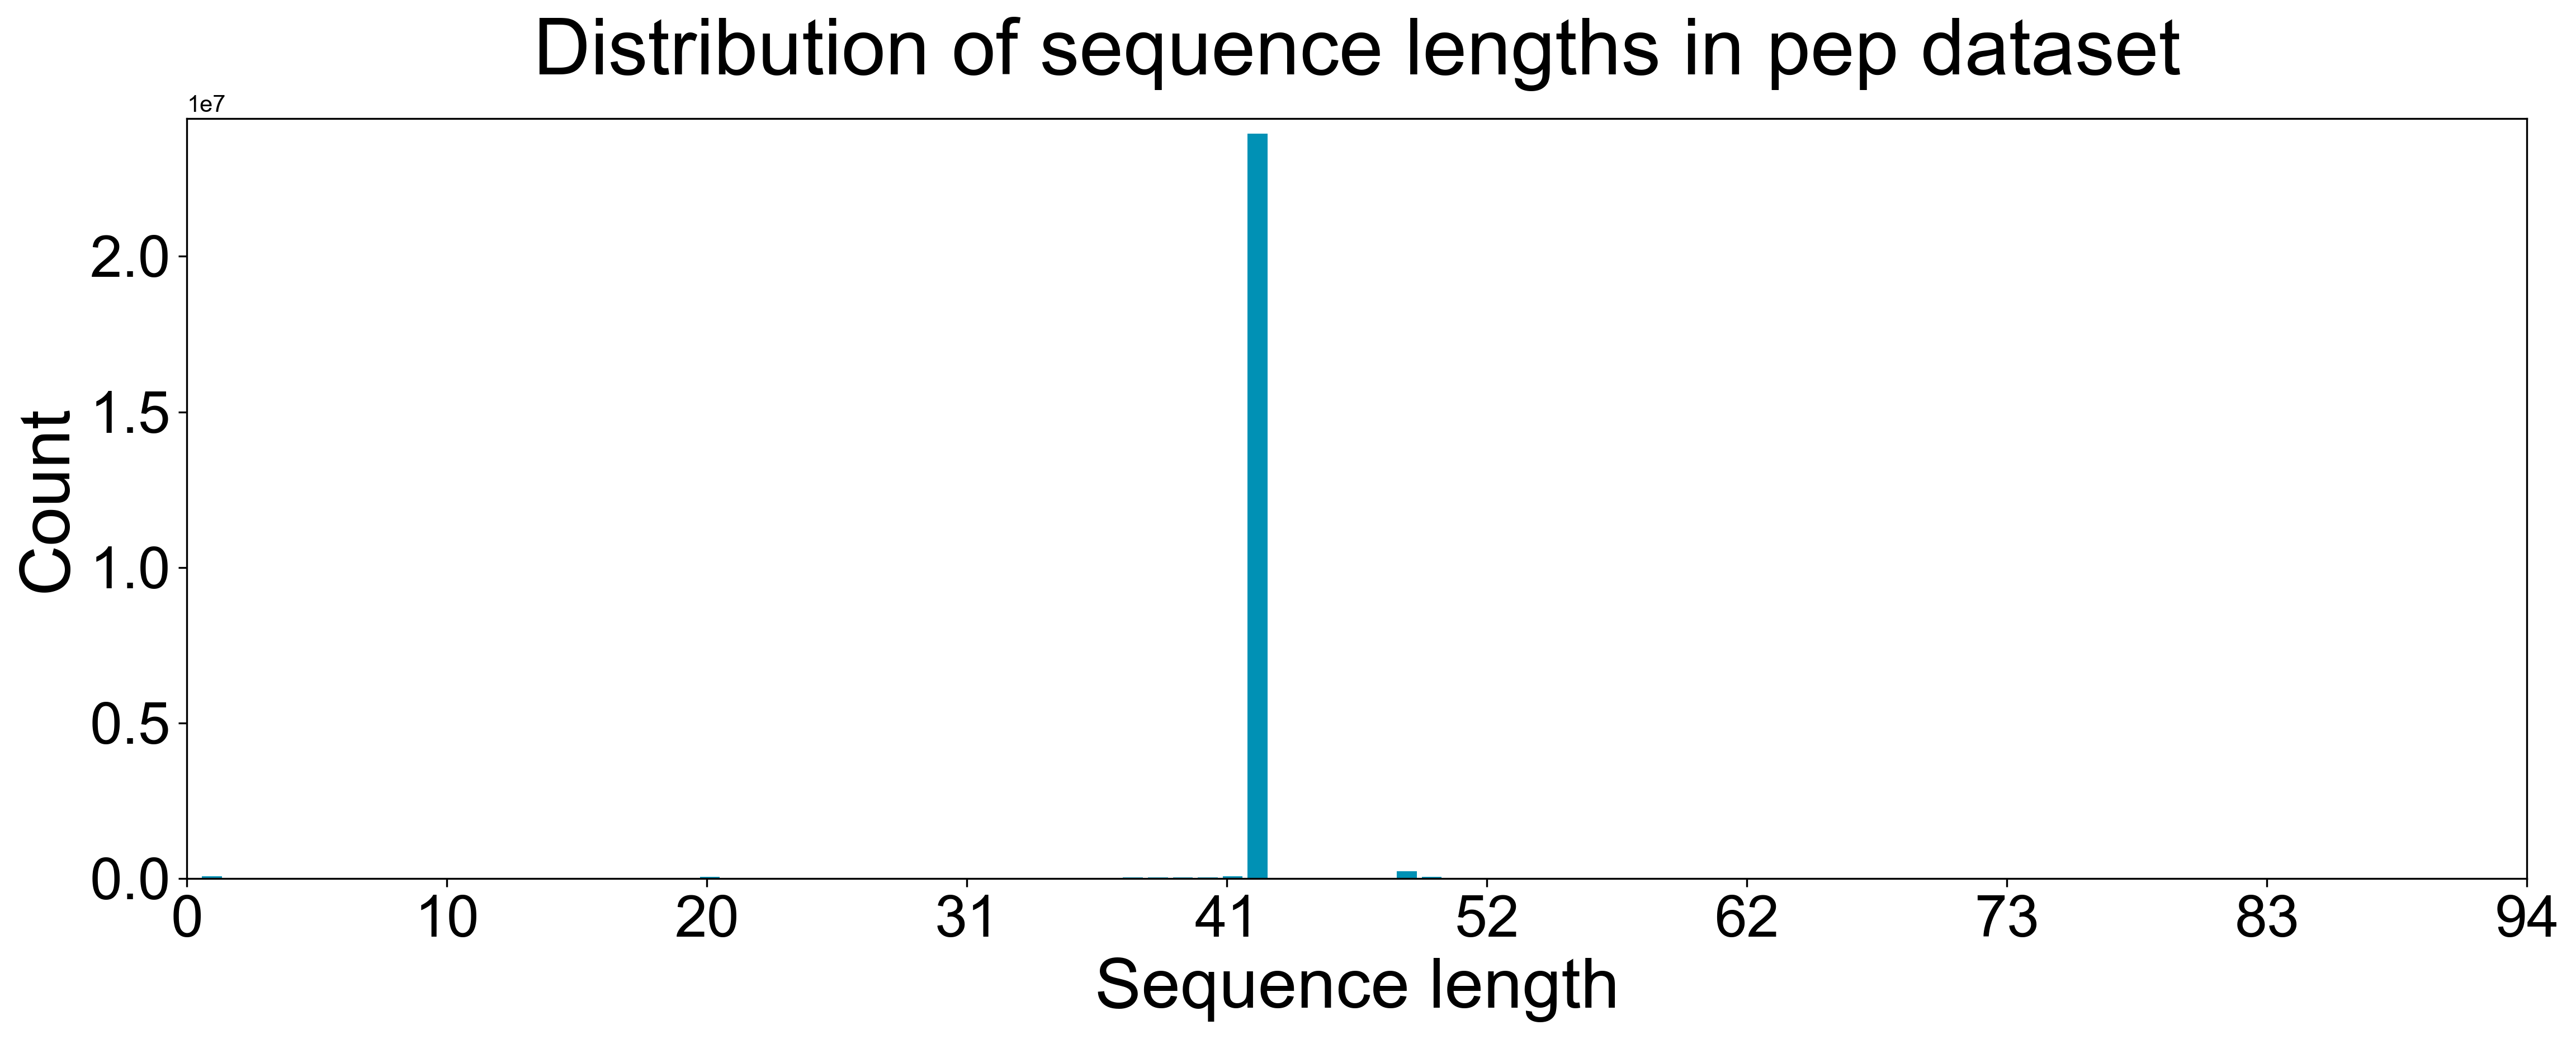 Distribution of sequence lengths in pep dataset
1e7
2.0
1.5
1.0
0.5
0.0
Count
0 10 20 31 41 52 62 73 83 94
Sequence length